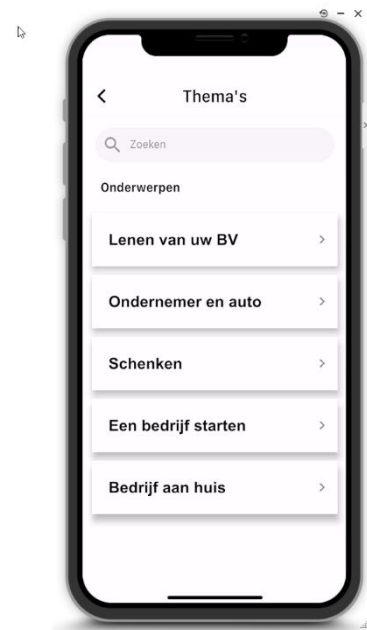 Thema's
Zoeken
Onderwerpen
Lenen van uw BV
Ondernemer en auto
Schenken
Een bedrijf starten
Bedrijf aan huis